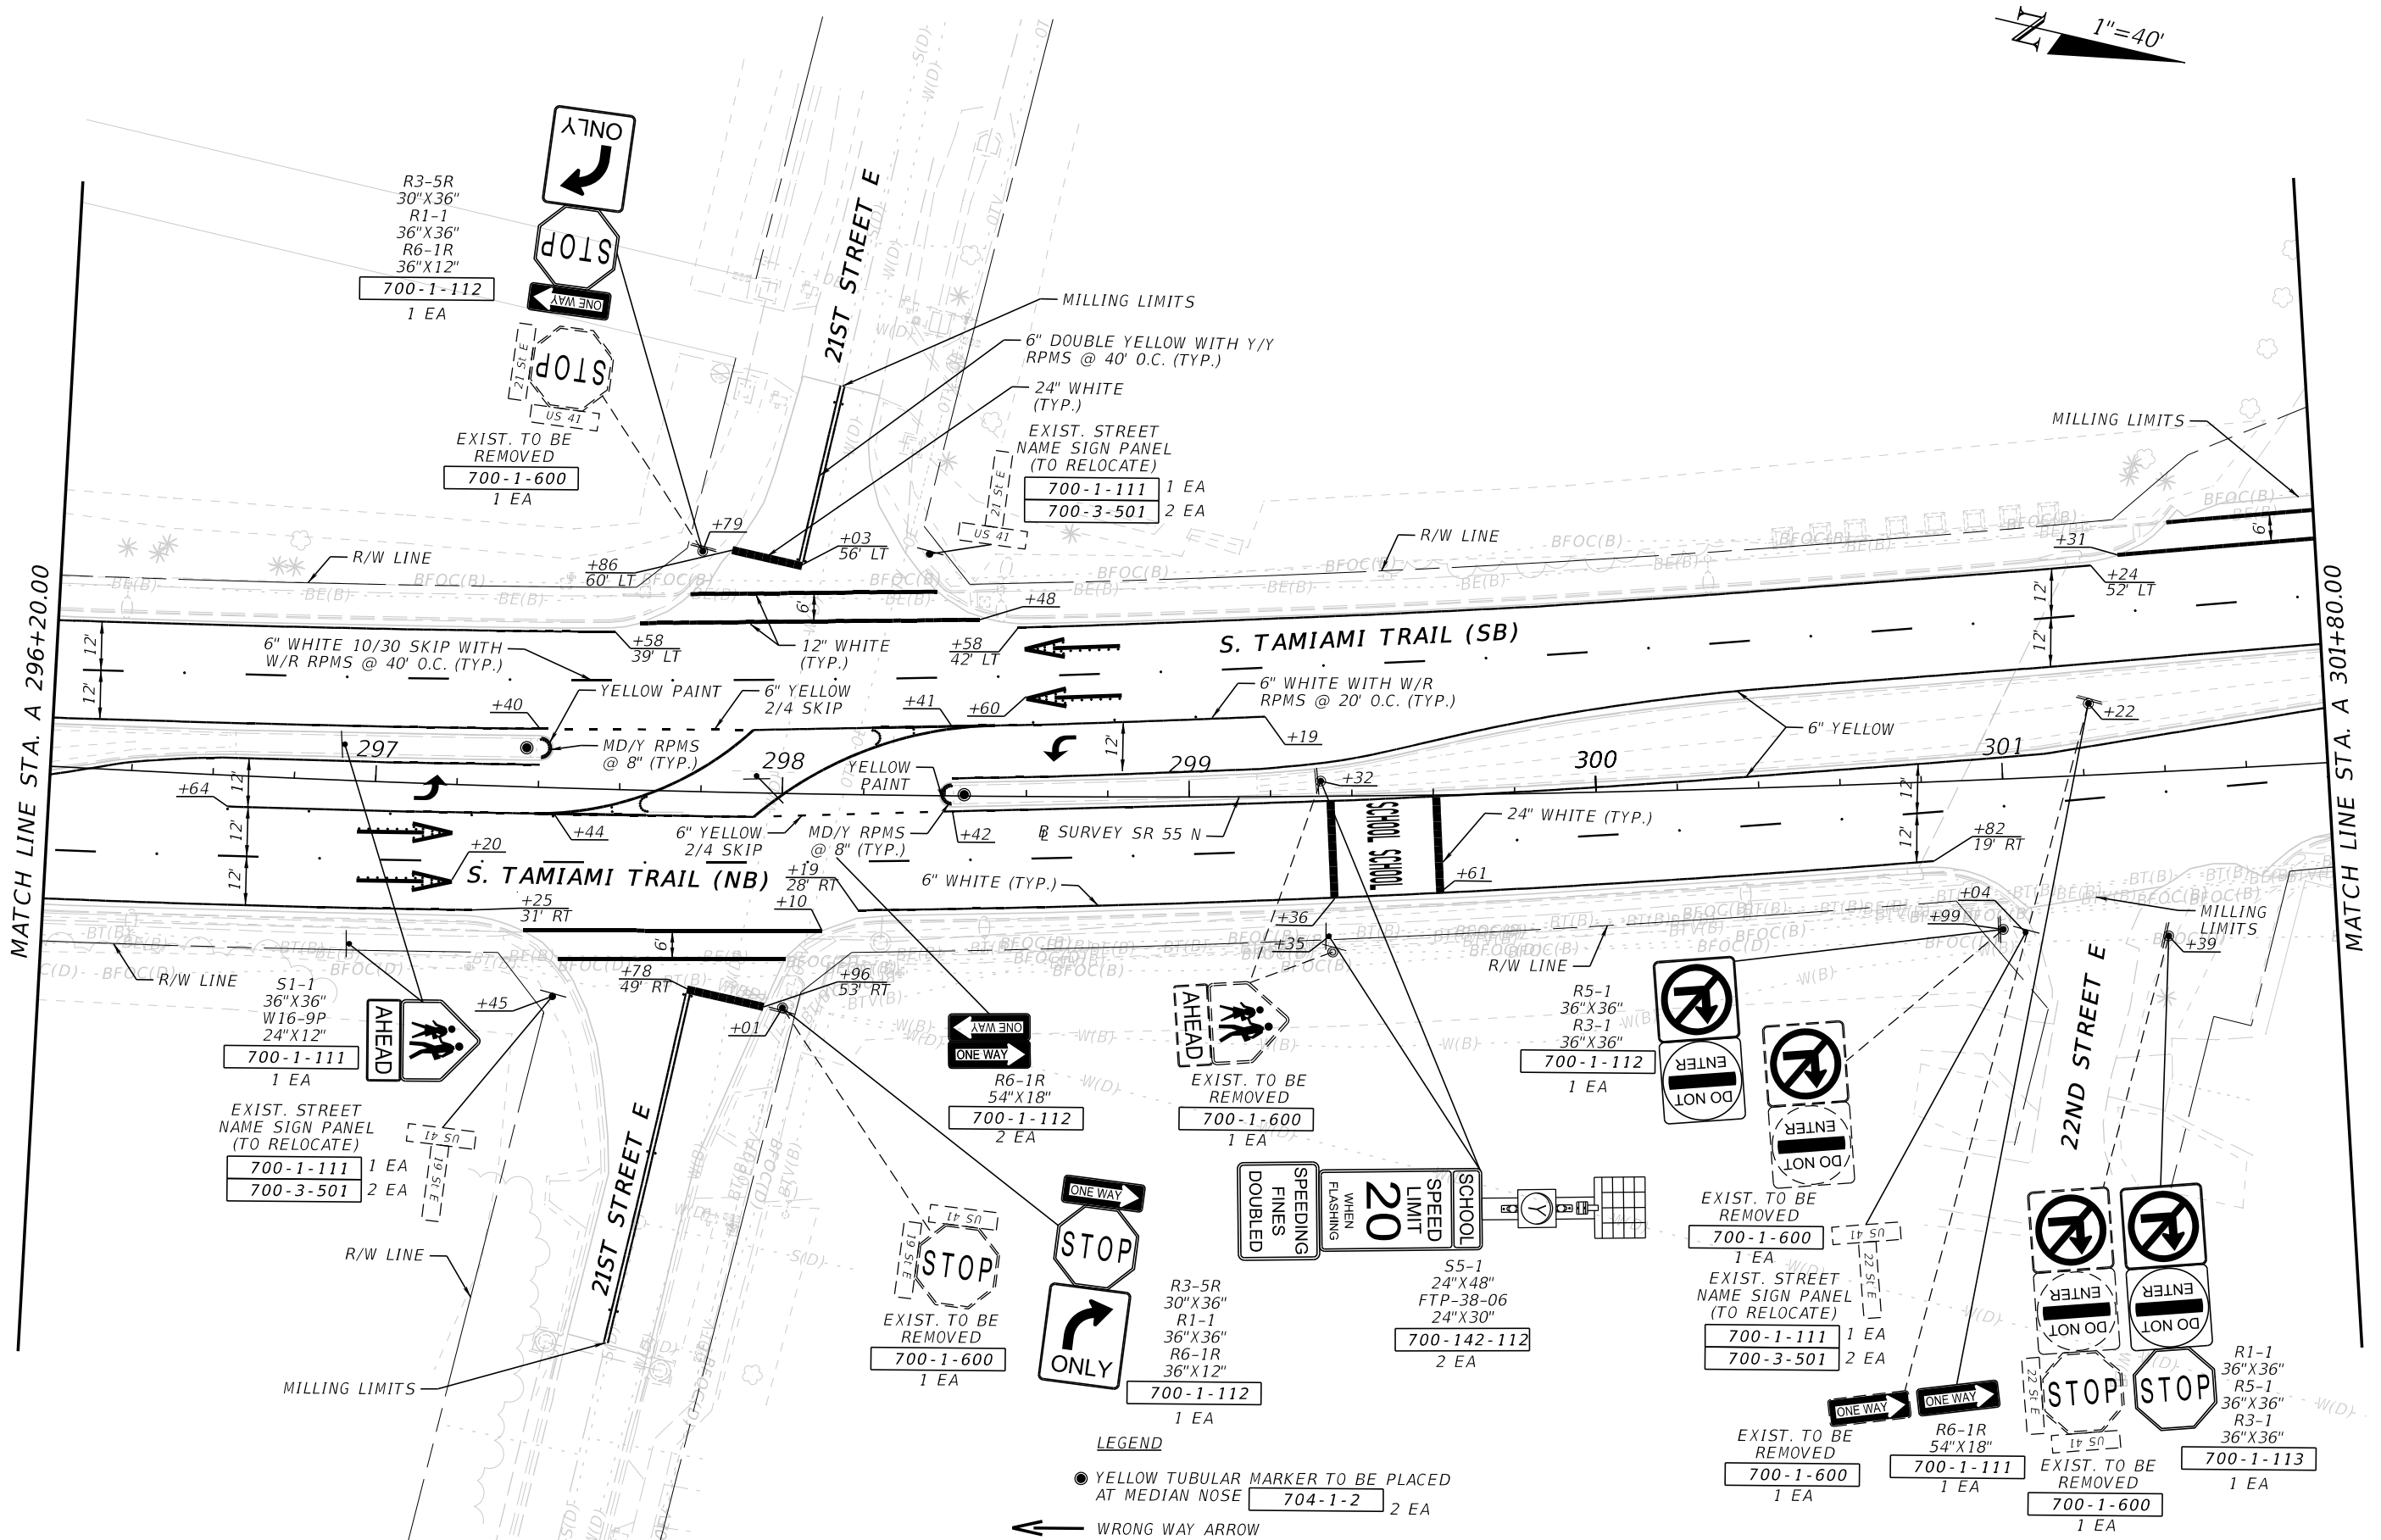 1"=40'
N
ONLY
STOP
ONE WAY
R3-5R
30"X36"
R1-1
36"X36"
R6-1R
36"X12"
700-1-112
1 EA
STOP
21 St E
US 41
EXIST. TO BE
REMOVED
700-1-600
1 EA
21ST STREET E
MILLING LIMITS
6" DOUBLE YELLOW WITH Y/Y
RPMS @ 40' O.C. (TYP.)
24" WHITE
(TYP.)
EXIST. STREET
NAME SIGN PANEL
(TO RELOCATE)
700-1-111 1 EA
700-3-501 2 EA
21 St E
US 41
MILLING LIMITS
R/W LINE
R/W LINE
+79
+86
60' LT
+03
56' LT
+48
+31
6'
+24
52' LT
6'
MATCH LINE STA. A 296+20.00
MATCH LINE STA. A 301+80.00
12'
12'
6" WHITE 10/30 SKIP WITH
W/R RPMS @ 40' O.C. (TYP.)
+58
39' LT
12" WHITE
(TYP.)
+58
42' LT
S. TAMIAMI TRAIL (SB)
12'
12'
YELLOW PAINT
6" YELLOW
2/4 SKIP
+40
+41
+60
6" WHITE WITH W/R
RPMS @ 20' O.C. (TYP.)
+19
12'
6" YELLOW
+22
297
298
299
300
301
MD/Y RPMS
@ 8" (TYP.)
YELLOW
PAINT
+32
+64
12'
12'
12'
+44
6" YELLOW
2/4 SKIP
MD/Y RPMS
@ 8" (TYP.)
+42
B SURVEY SR 55 N
SCHOOL SCHOOL
24" WHITE (TYP.)
12'
12'
+82
19' RT
+20
S. TAMIAMI TRAIL (NB)
+19
28' RT
6" WHITE (TYP.)
+61
+25
31' RT
+10
6'
+36
+35
+04
+99
MILLING
LIMITS
+39
R/W LINE
R/W LINE
+78
49' RT
+96
53' RT
+45
+01
S1-1
36"X36"
W16-9P
24"X12"
700-1-111
1 EA
AHEAD
EXIST. STREET
NAME SIGN PANEL
(TO RELOCATE)
700-1-111 1 EA
700-3-501 2 EA
US 41
19 St E
R/W LINE
MILLING LIMITS
21ST STREET E
ONE WAY
ONE WAY
R6-1R
54"X18"
700-1-112
2 EA
US 41
19 St E
STOP
EXIST. TO BE
REMOVED
700-1-600
1 EA
ONE WAY
STOP
ONLY
R3-5R
30"X36"
R1-1
36"X36"
R6-1R
36"X12"
700-1-112
1 EA
AHEAD
EXIST. TO BE
REMOVED
700-1-600
1 EA
SPEEDING
FINES
DOUBLED
SCHOOL
SPEED
LIMIT
20
WHEN
FLASHING
Y
S5-1
24"X48"
FTP-38-06
24"X30"
700-142-112
2 EA
R5-1
36"X36"
R3-1
36"X36"
700-1-112
1 EA
DO NOT
ENTER
DO NOT
ENTER
EXIST. TO BE
REMOVED
700-1-600
1 EA
EXIST. STREET
NAME SIGN PANEL
(TO RELOCATE)
700-1-111 1 EA
700-3-501 2 EA
US 41
22 St E
22ND STREET E
ONE WAY
EXIST. TO BE
REMOVED
700-1-600
1 EA
ONE WAY
R6-1R
54"X18"
700-1-111
1 EA
DO NOT
ENTER
STOP
22 St E
US 41
EXIST. TO BE
REMOVED
700-1-600
1 EA
DO NOT
ENTER
STOP
R1-1
36"X36"
R5-1
36"X36"
R3-1
36"X36"
700-1-113
1 EA
LEGEND
YELLOW TUBULAR MARKER TO BE PLACED
AT MEDIAN NOSE 704-1-2 2 EA
WRONG WAY ARROW